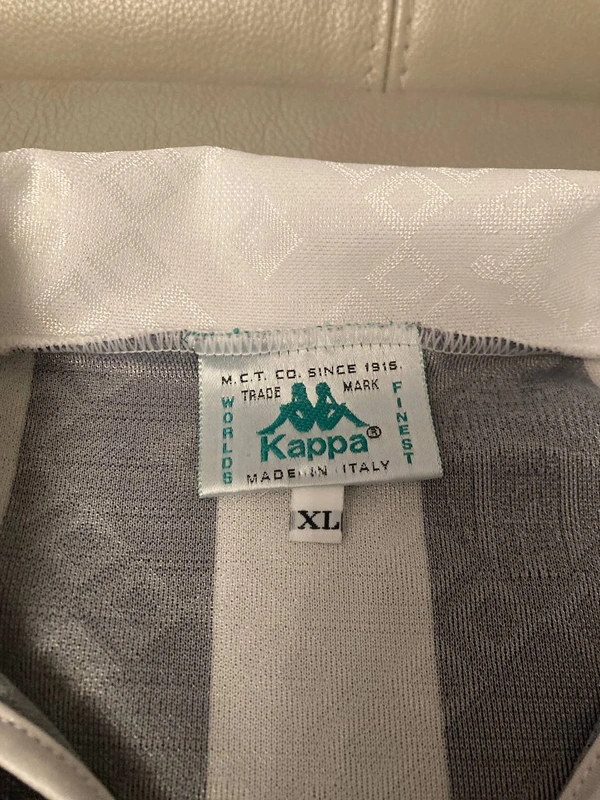 M.C.T. CO. SINCE 1916.
TRADE MARK
WORLDS
FINEST
Kappa®
MADE IN ITALY
XL